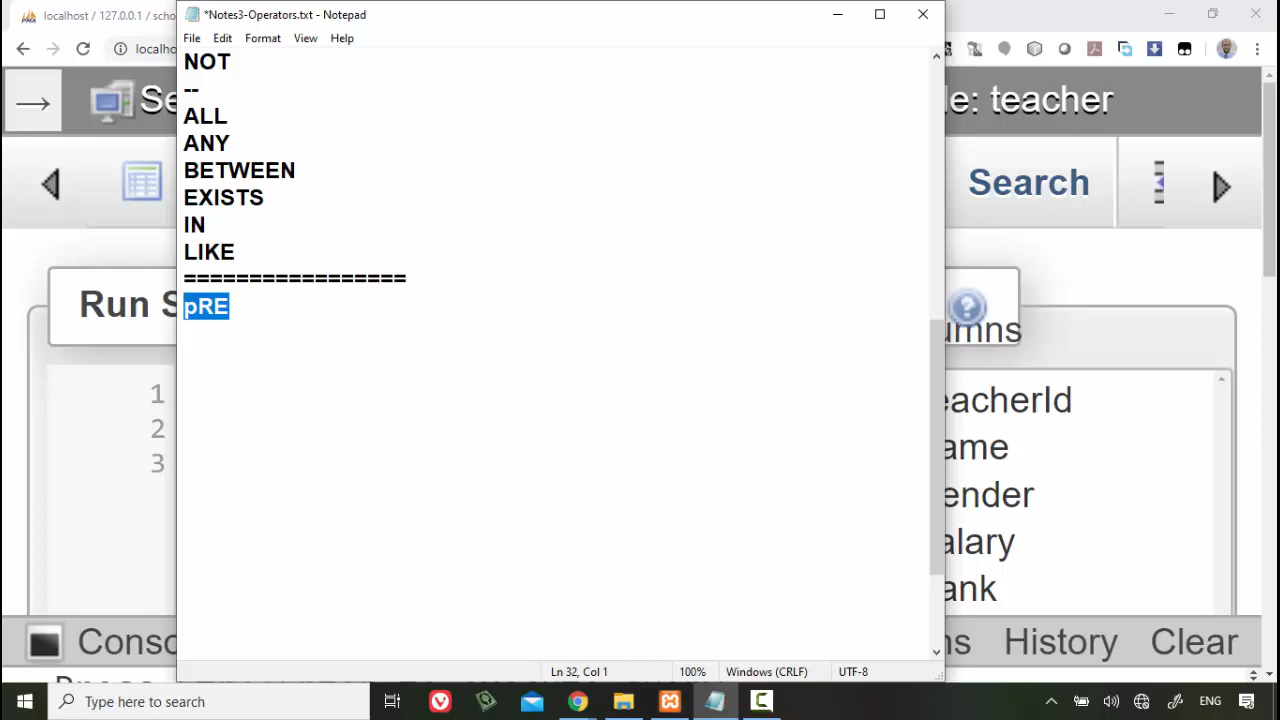 localhost / 127.0.0.1 / scho
*Notes3-Operators.txt - Notepad
File Edit Format View Help
localho
NOT
--
ALL
ANY
BETWEEN
EXISTS
IN
LIKE
=================
pRE
Se
le: teacher
Search
Run S
umns
1
2
3
eacherId
ame
ender
alary
ank
Conso
ns History Clear
Ln 32, Col 1 100% Windows (CRLF) UTF-8
Type here to search
ENG